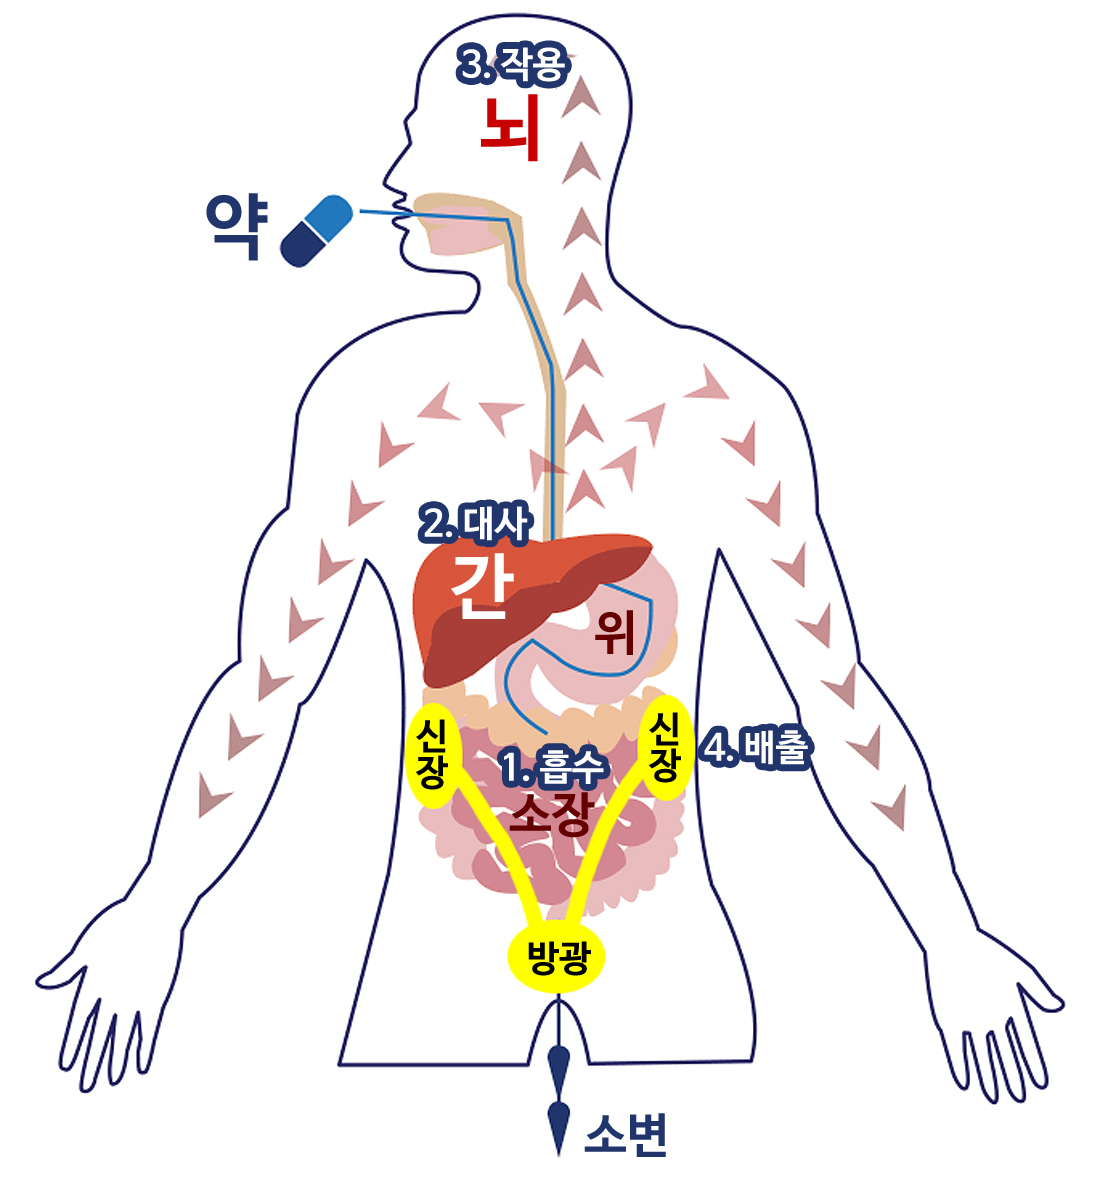 3. 작용
뇌
약
2. 대사
간
위
신장
신장
4. 배출
1. 흡수
소장
방광
소변